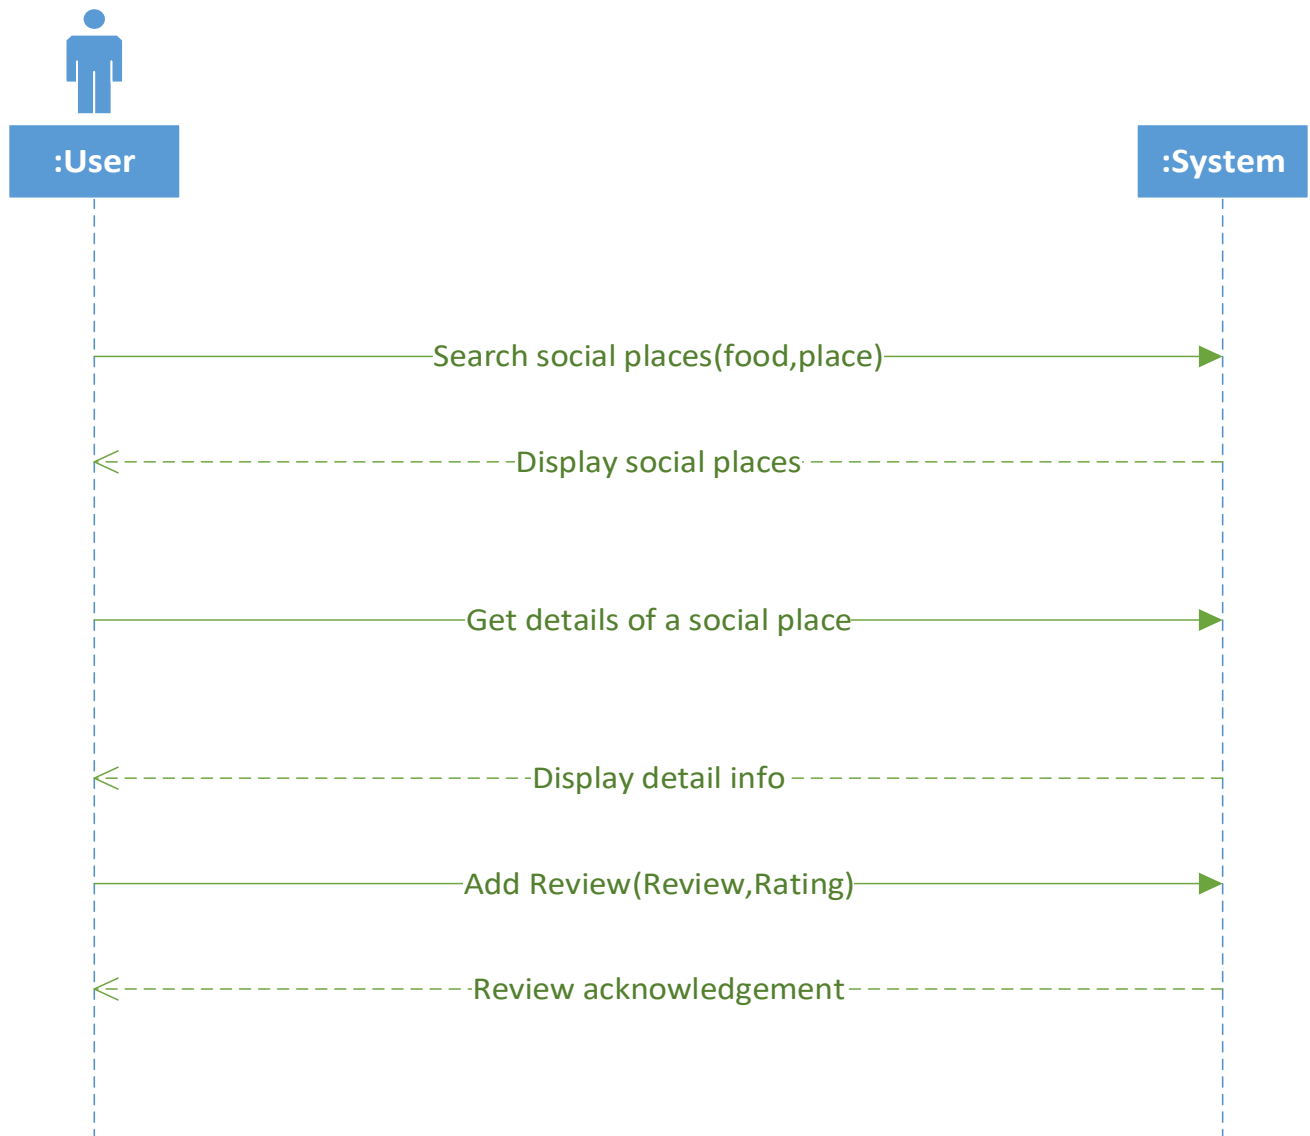 :User
:System
Search social places(food,place)
Display social places
Get details of a social place
Display detail info
Add Review(Review,Rating)
Review acknowledgement